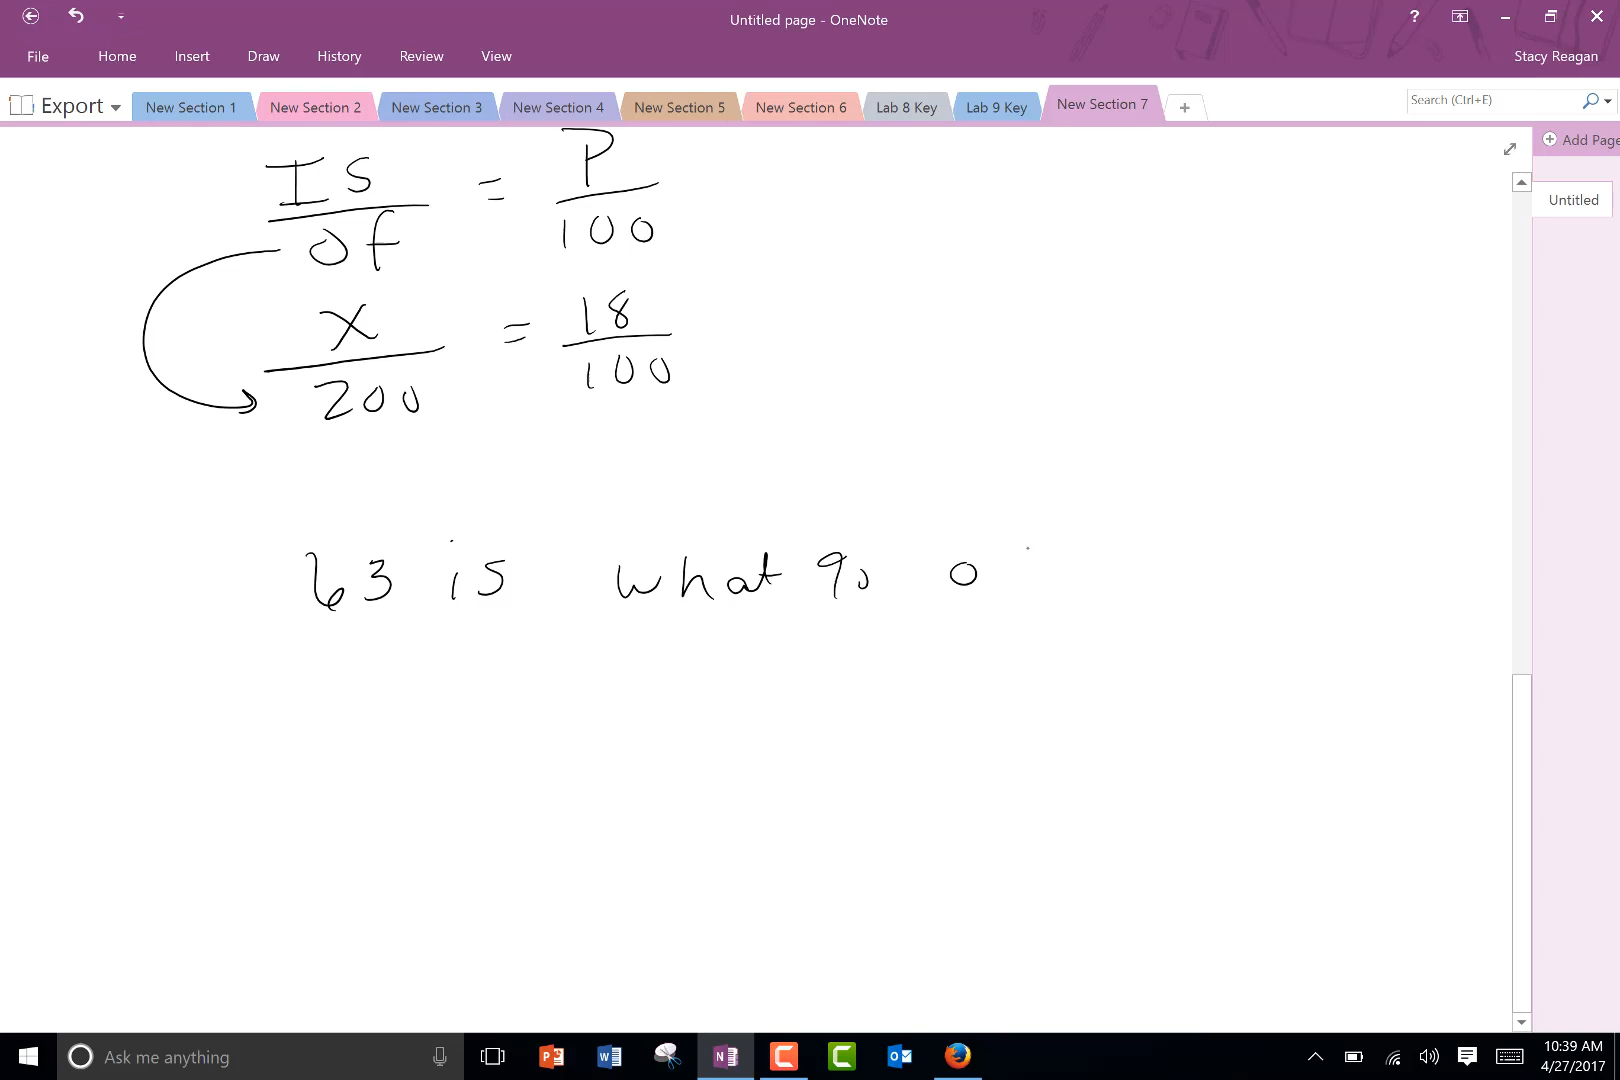 Untitled page - OneNote
?
File Home Insert Draw History Review View Stacy Reagan
Export New Section 1 New Section 2 New Section 3 New Section 4 New Section 5 New Section 6 Lab 8 Key Lab 9 Key New Section 7 + Search (Ctrl+E)
Add Page
Untitled
Is = P
of 100
x = 18
200 100
63 is what % o
Ask me anything
10:39 AM
4/27/2017